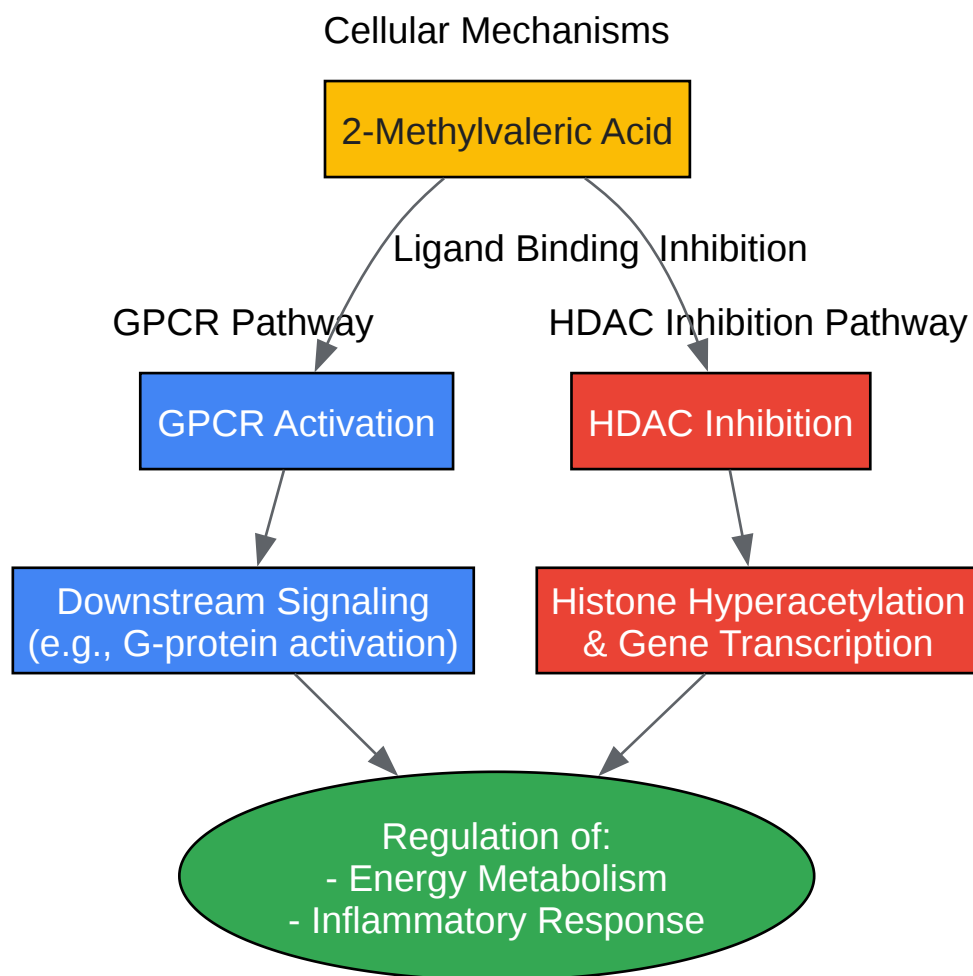 Cellular Mechanisms
2-Methylvaleric Acid
Ligand Binding
Inhibition
GPCR Pathway
HDAC Inhibition Pathway
GPCR Activation
HDAC Inhibition
Downstream Signaling
(e.g., G-protein activation)
Histone Hyperacetylation
& Gene Transcription
Regulation of:
- Energy Metabolism
- Inflammatory Response